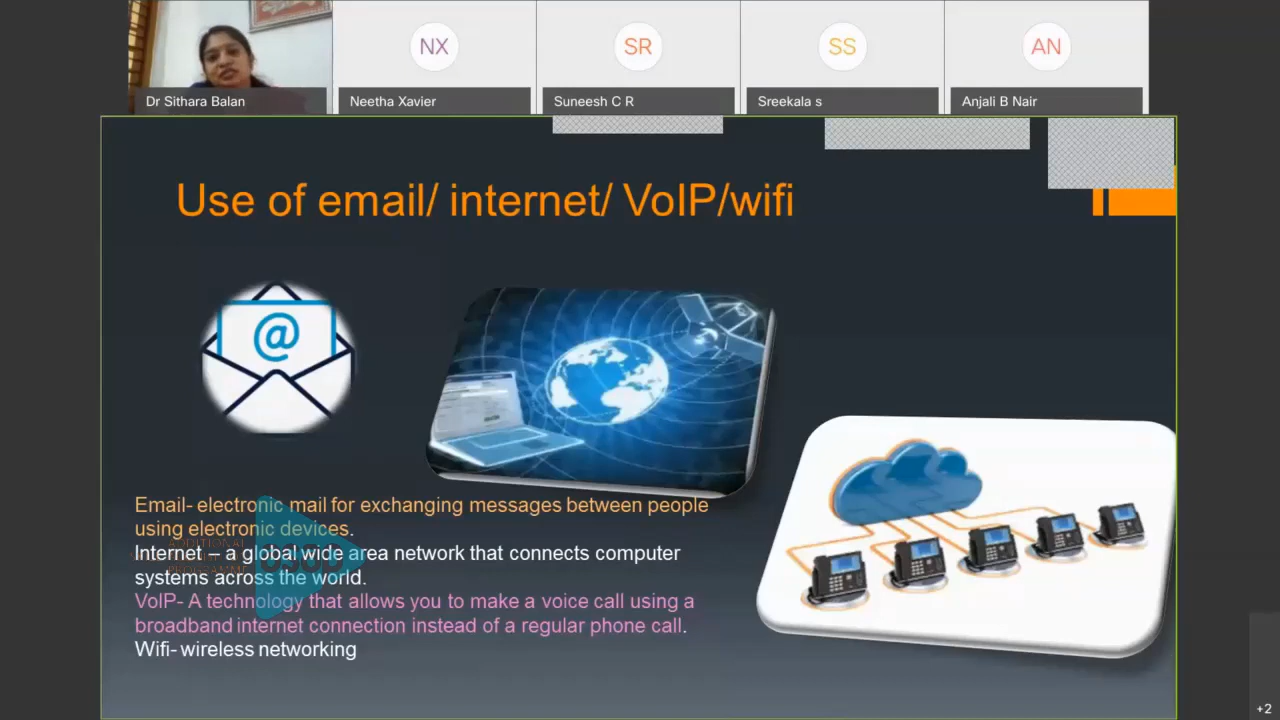 NX
SR
SS
AN
Dr Sithara Balan
Neetha Xavier
Suneesh C R
Sreekala s
Anjali B Nair
Use of email/ internet/ VoIP/wifi
@
Email- electronic mail for exchanging messages between people
using electronic devices.
Internet – a global wide area network that connects computer
systems across the world.
VoIP- A technology that allows you to make a voice call using a
broadband internet connection instead of a regular phone call.
Wifi- wireless networking
ADDITIONAL
PROGRAMME
+2